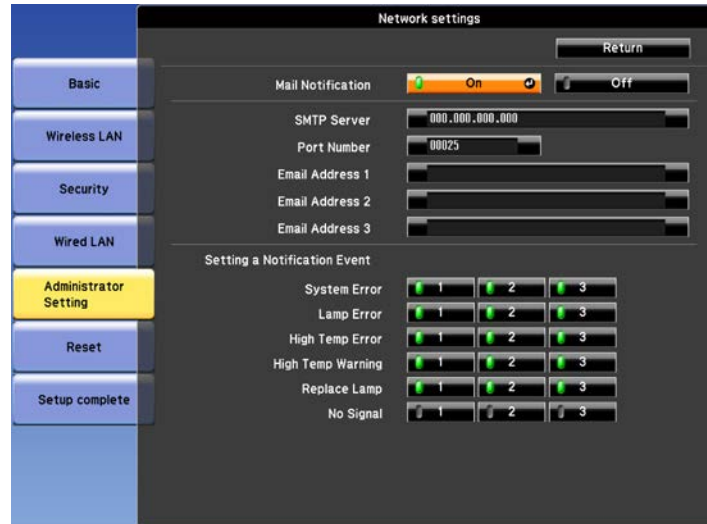 Network settings
Return
Basic
Wireless LAN
Security
Wired LAN
Administrator
Setting
Reset
Setup complete
Mail Notification On Off
SMTP Server 000.000.000.000
Port Number 00025
Email Address 1
Email Address 2
Email Address 3
Setting a Notification Event
System Error 1 2 3
Lamp Error 1 2 3
High Temp Error 1 2 3
High Temp Warning 1 2 3
Replace Lamp 1 2 3
No Signal 1 2 3